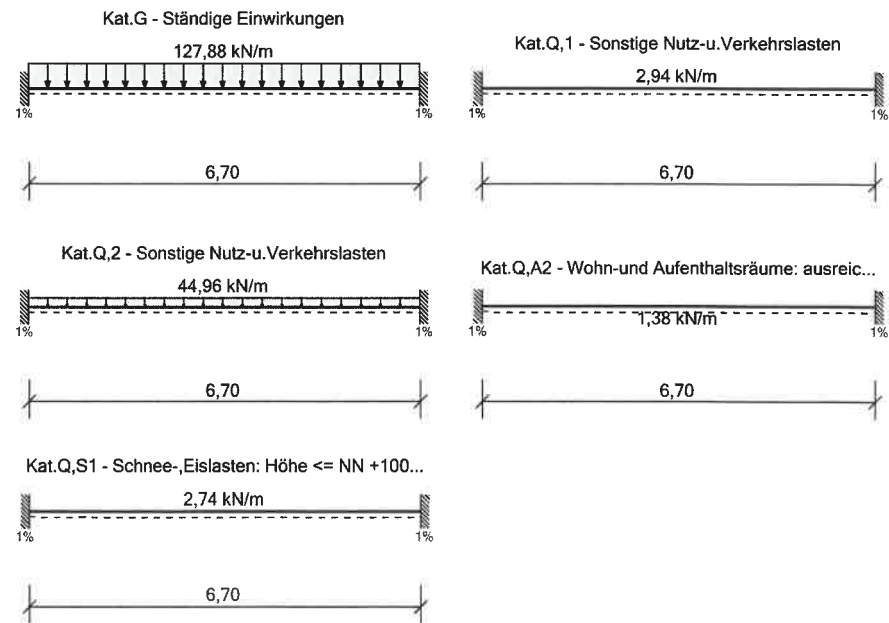 Kat.G - Ständige Einwirkungen
127,88 kN/m
1% 1%
6,70
Kat.Q,1 - Sonstige Nutz-u.Verkehrslasten
2,94 kN/m
1% 1%
6,70
Kat.Q,2 - Sonstige Nutz-u.Verkehrslasten
44,96 kN/m
1% 1%
6,70
Kat.Q,A2 - Wohn-und Aufenthaltsräume: ausreic...
1,38 kN/m
1% 1%
6,70
Kat.Q,S1 - Schnee-,Eislasten: Höhe <= NN +100...
2,74 kN/m
1% 1%
6,70